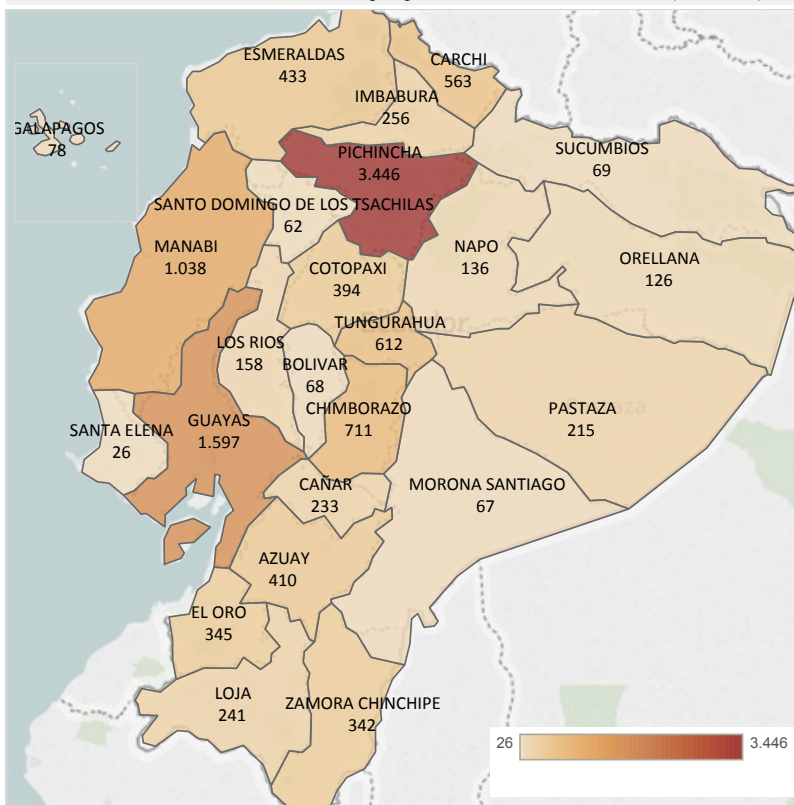 ESMERALDAS
433
CARCHI
563
IMBABURA
256
GALAPAGOS
78
PICHINCHA
3.446
SUCUMBIOS
69
SANTO DOMINGO DE LOS TSACHILAS
62
MANABI
1.038
NAPO
136
ORELLANA
126
COTOPAXI
394
TUNGURAHUA
612
LOS RIOS
158
BOLIVAR
68
CHIMBORAZO
711
PASTAZA
215
GUAYAS
1.597
SANTA ELENA
26
CAÑAR
233
MORONA SANTIAGO
67
AZUAY
410
EL ORO
345
LOJA
241
ZAMORA CHINCHIPE
342
26
3.446